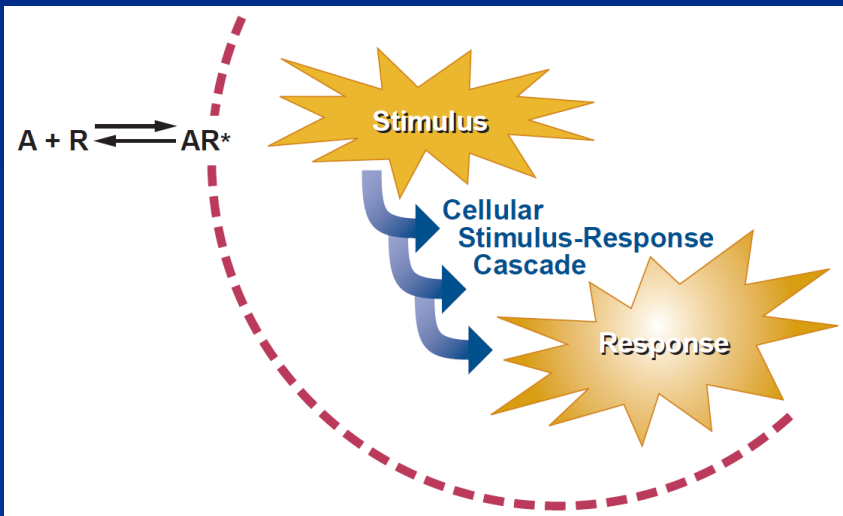 Stimulus
A + R ⇌ AR*
Cellular
Stimulus-Response
Cascade
Response